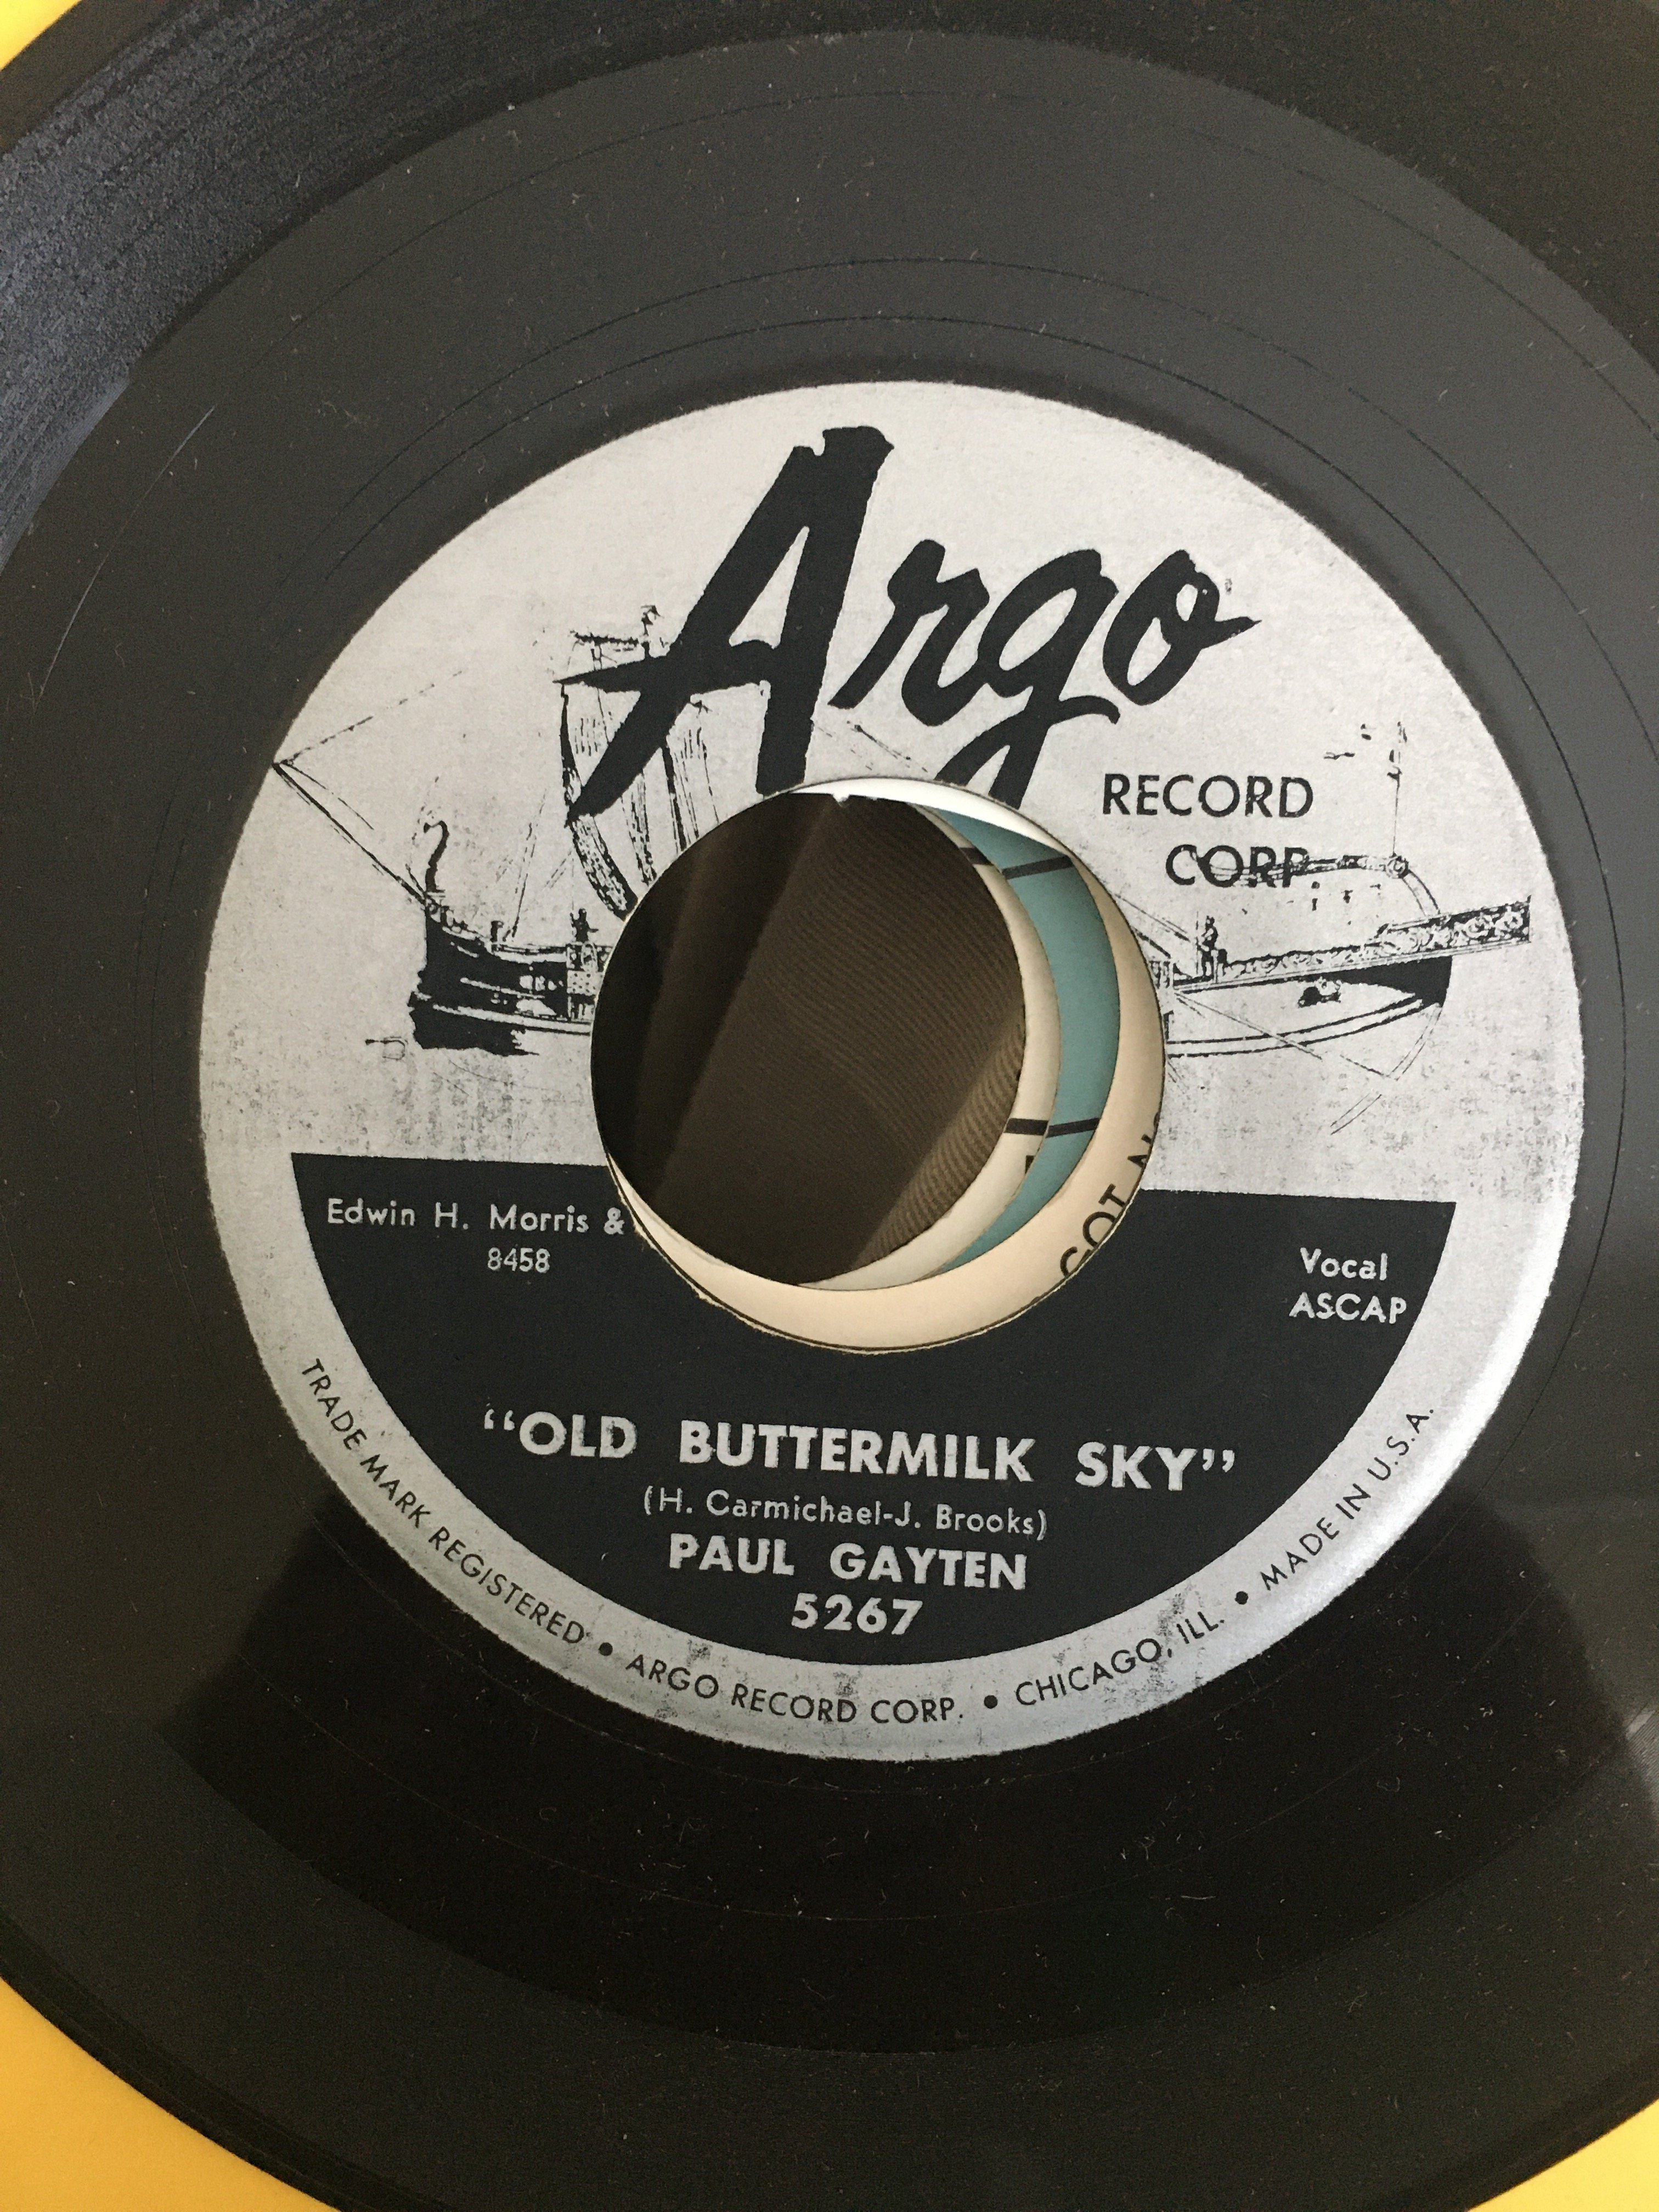 Argo
RECORD
CORP.
Edwin H. Morris &
8458
Vocal
ASCAP
GOT
“OLD BUTTERMILK SKY”
(H. Carmichael-J. Brooks)
PAUL GAYTEN
5267
TRADE MARK REGISTERED • ARGO RECORD CORP. • CHICAGO, ILL. • MADE IN U.S.A.